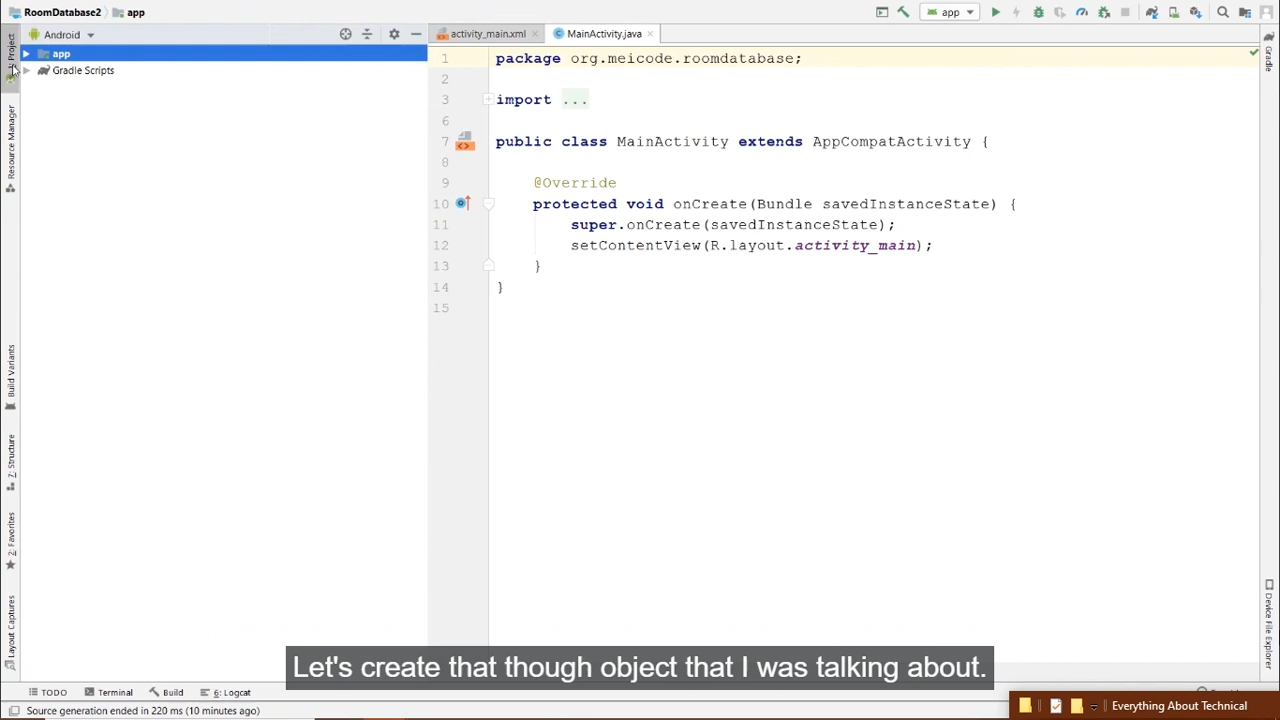 RoomDatabase2 app
app
Android
activity_main.xml
MainActivity.java
Project
app
Gradle Scripts
Resource Manager
Build Variants
7: Structure
2: Favorites
Layout Captures
Gradle
Device File Explorer
1 package org.meicode.roomdatabase;
2
3 import ...
6
7 public class MainActivity extends AppCompatActivity {
8
9 @Override
10 protected void onCreate(Bundle savedInstanceState) {
11 super.onCreate(savedInstanceState);
12 setContentView(R.layout.activity_main);
13 }
14 }
15
Let's create that though object that I was talking about.
TODO Terminal Build 6: Logcat
Source generation ended in 220 ms (10 minutes ago)
Everything About Technical